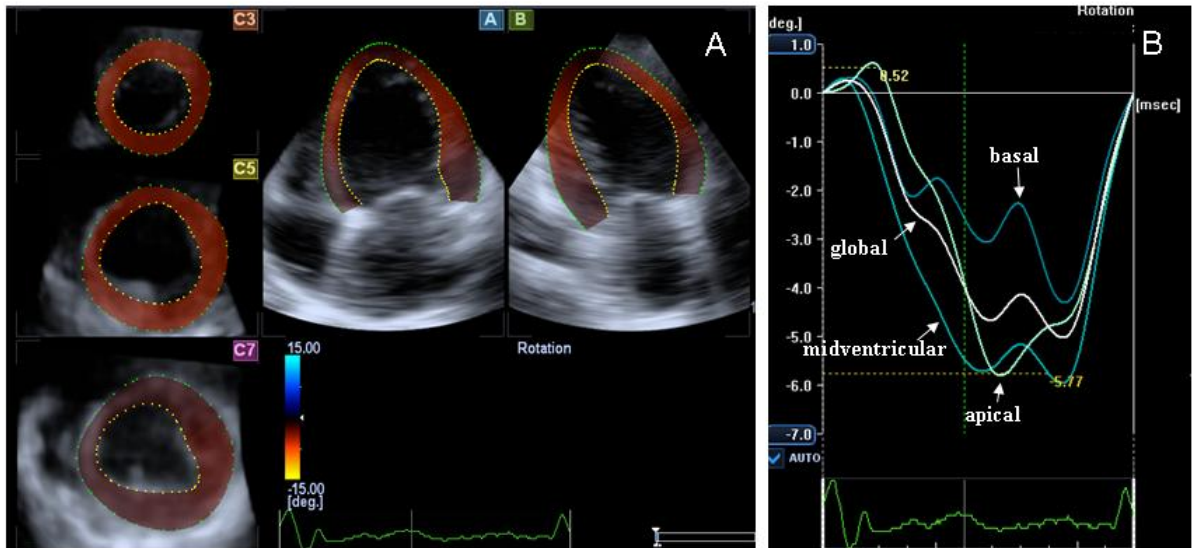 C3
C5
C7
A
B
A
15.00
-15.00
[deg.]
Rotation
Rotation
B
deg.]
1.0
0.0
-1.0
-2.0
-3.0
-4.0
-5.0
-6.0
-7.0
AUTO
0.52
[msec]
basal
global
midventricular
-5.77
apical